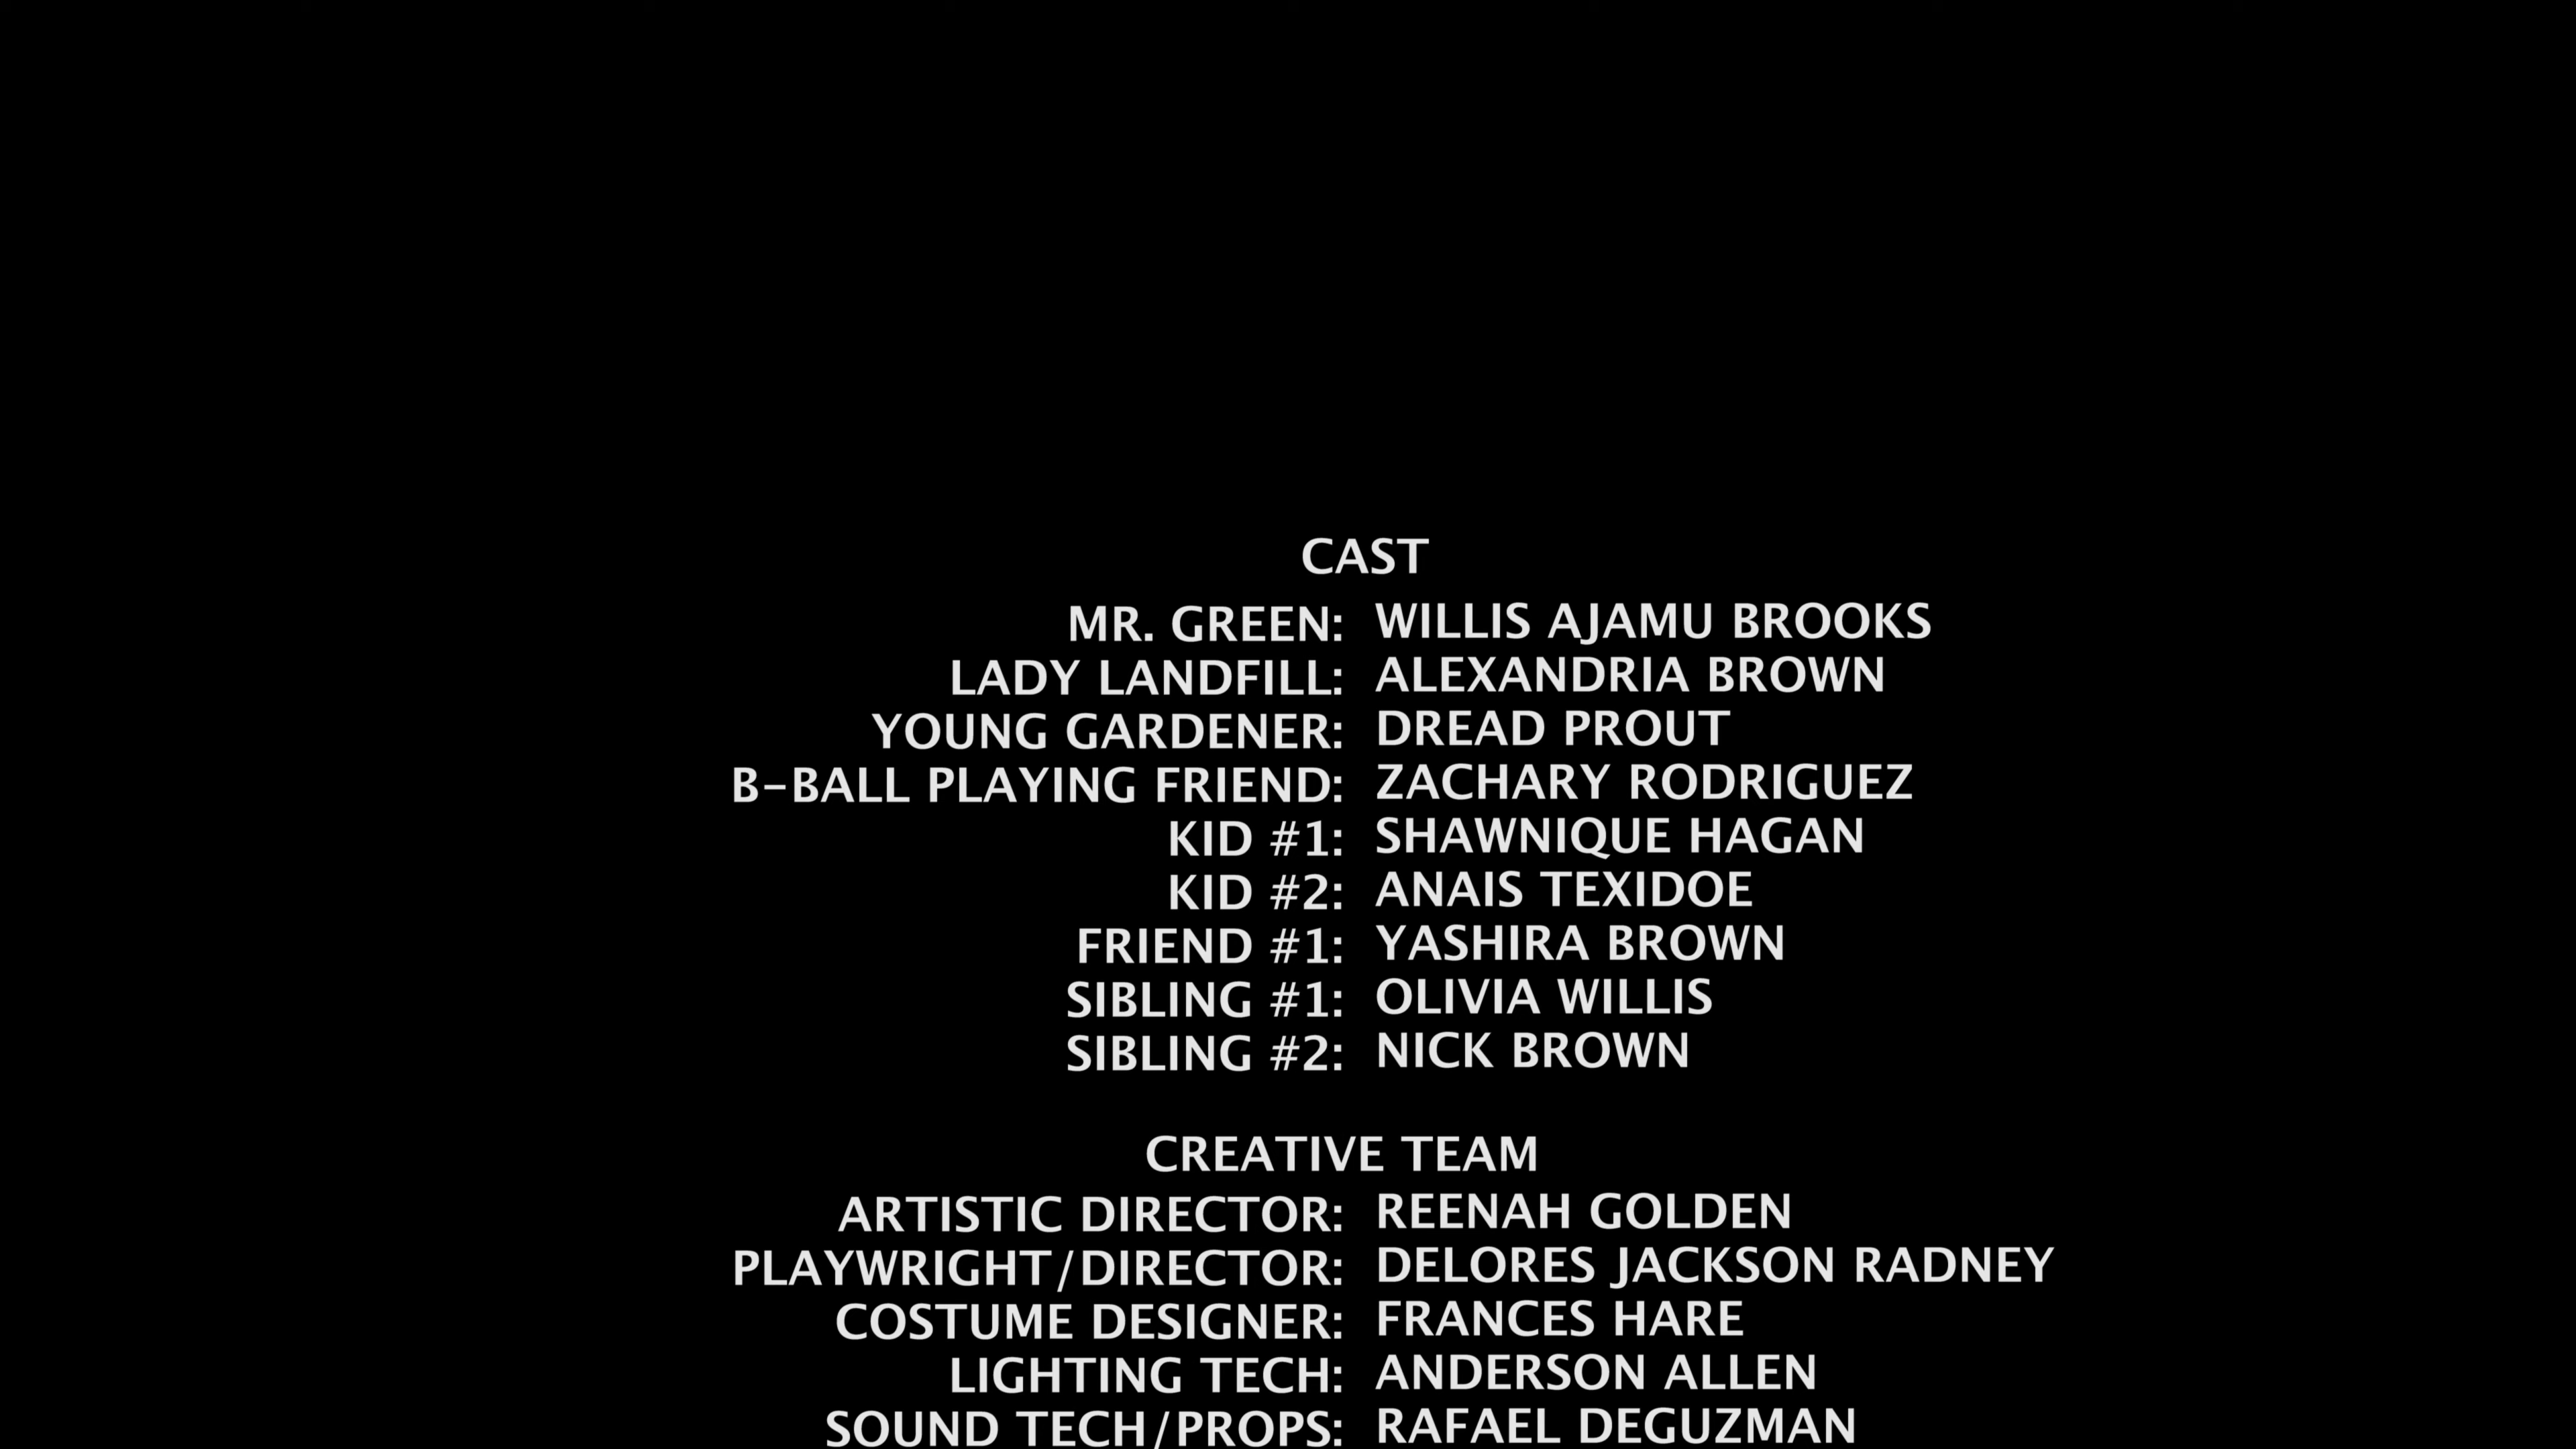 CAST
MR. GREEN: WILLIS AJAMU BROOKS
LADY LANDFILL: ALEXANDRIA BROWN
YOUNG GARDENER: DREAD PROUT
B-BALL PLAYING FRIEND: ZACHARY RODRIGUEZ
KID #1: SHAWNIQUE HAGAN
KID #2: ANAIS TEXIDOE
FRIEND #1: YASHIRA BROWN
SIBLING #1: OLIVIA WILLIS
SIBLING #2: NICK BROWN
CREATIVE TEAM
ARTISTIC DIRECTOR: REENAH GOLDEN
PLAYWRIGHT/DIRECTOR: DELORES JACKSON RADNEY
COSTUME DESIGNER: FRANCES HARE
LIGHTING TECH: ANDERSON ALLEN
SOUND TECH/PROPS: RAFAEL DEGUZMAN